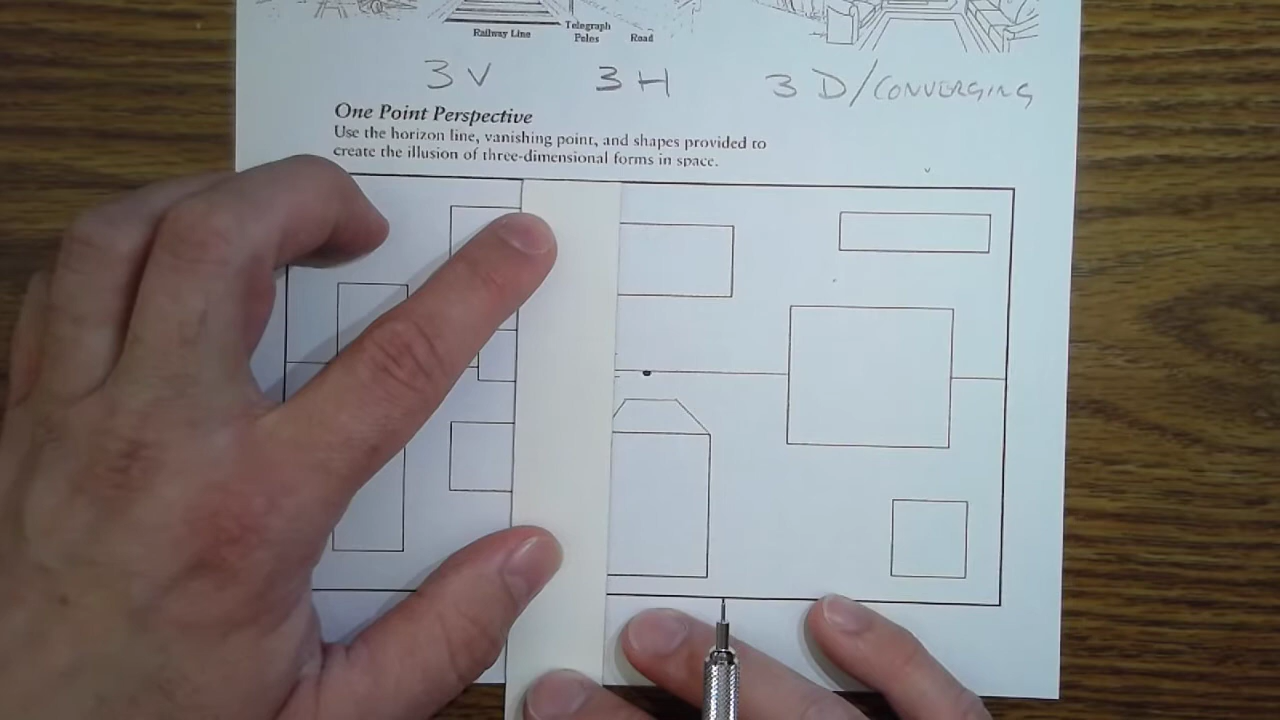 Railway Line
Telegraph
Poles
Road
3 V 3 H 3 D/CONVERGING
One Point Perspective
Use the horizon line, vanishing point, and shapes provided to
create the illusion of three-dimensional forms in space.